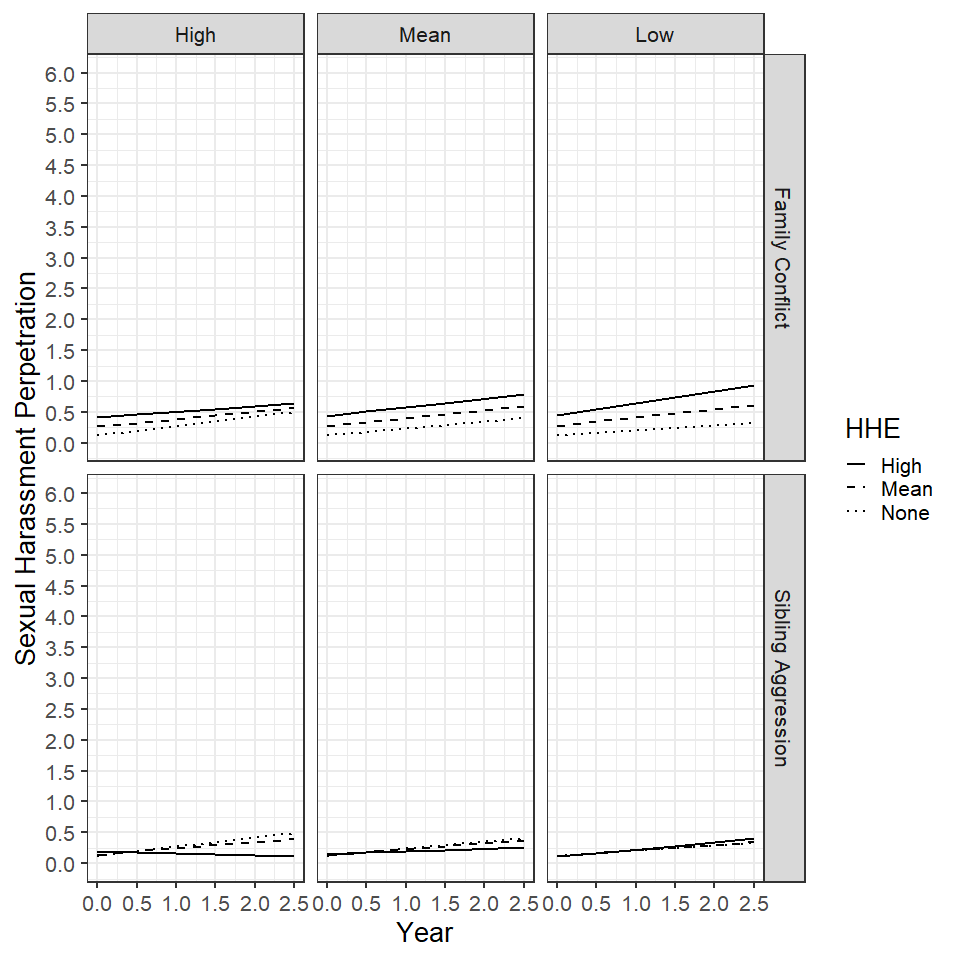 High Mean Low
6.0
5.5
5.0
4.5
4.0
3.5
3.0
2.5
2.0
1.5
1.0
0.5
0.0
Family Conflict
6.0
5.5
5.0
4.5
4.0
3.5
3.0
2.5
2.0
1.5
1.0
0.5
0.0
Sibling Aggression
Sexual Harassment Perpetration
0.0 0.5 1.0 1.5 2.0 2.5 0.0 0.5 1.0 1.5 2.0 2.5 0.0 0.5 1.0 1.5 2.0 2.5
Year
HHE
High
Mean
None